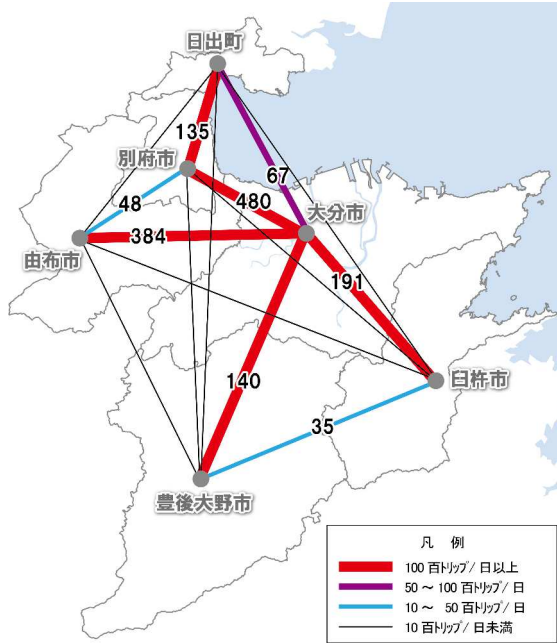 日出町
135
別府市
67
48
480
大分市
384
由布市
191
140
臼杵市
35
豊後大野市
凡 例
100 百トリップ/ 日以上
50 ～ 100 百トリップ/ 日
10 ～ 50 百トリップ/ 日
10 百トリップ/ 日未満